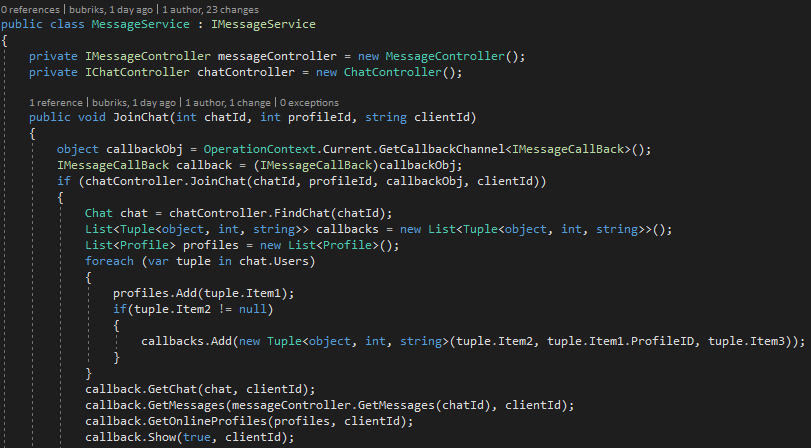 0 references | bubriks, 1 day ago | 1 author, 23 changes
public class MessageService : IMessageService
{
    private IMessageController messageController = new MessageController();
    private IChatController chatController = new ChatController();
    1 reference | bubriks, 1 day ago | 1 author, 1 change | 0 exceptions
    public void JoinChat(int chatId, int profileId, string clientId)
    {
        object callbackObj = OperationContext.Current.GetCallbackChannel<IMessageCallBack>();
        IMessageCallBack callback = (IMessageCallBack)callbackObj;
        if (chatController.JoinChat(chatId, profileId, callbackObj, clientId))
        {
            Chat chat = chatController.FindChat(chatId);
            List<Tuple<object, int, string>> callbacks = new List<Tuple<object, int, string>>();
            List<Profile> profiles = new List<Profile>();
            foreach (var tuple in chat.Users)
            {
                profiles.Add(tuple.Item1);
                if(tuple.Item2 != null)
                {
                    callbacks.Add(new Tuple<object, int, string>(tuple.Item2, tuple.Item1.ProfileID, tuple.Item3));
                }
            }
            callback.GetChat(chat, clientId);
            callback.GetMessages(messageController.GetMessages(chatId), clientId);
            callback.GetOnlineProfiles(profiles, clientId);
            callback.Show(true, clientId);